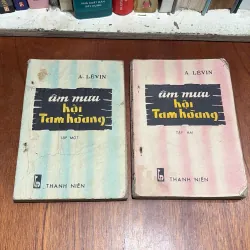 A. LEVIN
âm mưu
hội
Tam hoàng
TẬP MỘT
THANH NIÊN
A. LEVIN
âm mưu
hội
Tam hoàng
TẬP HAI
THANH NIÊN